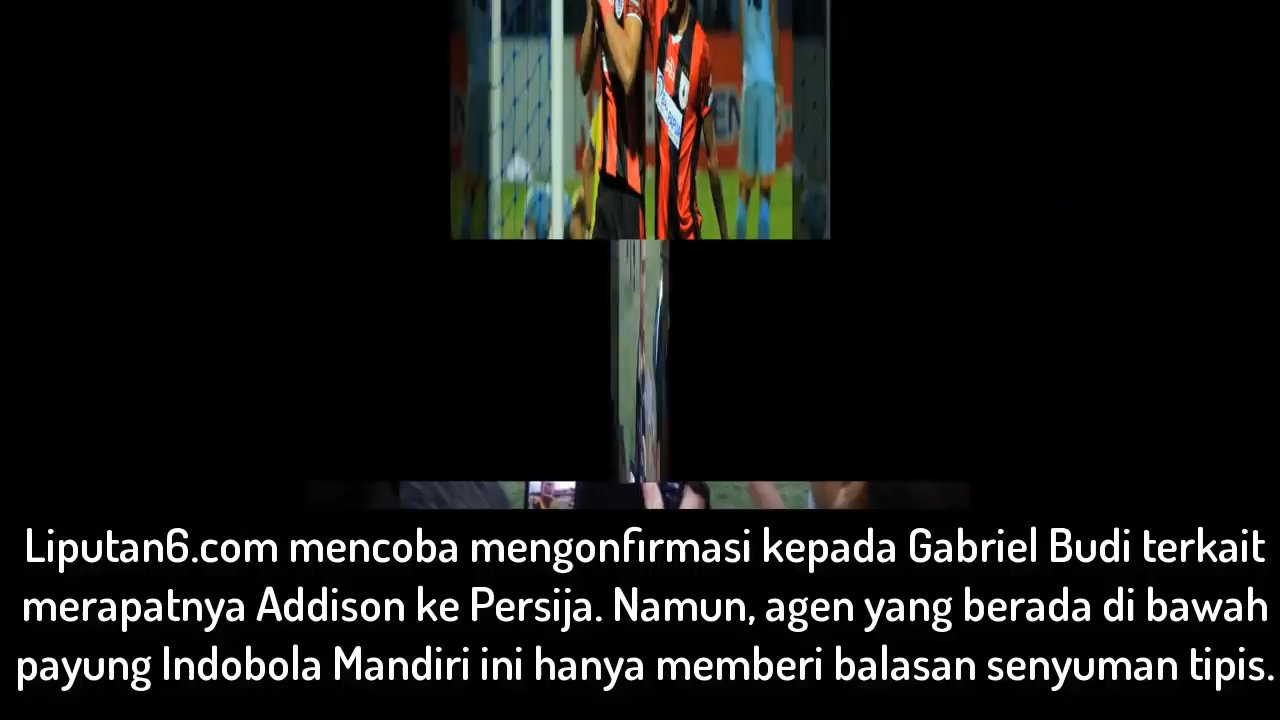 Liputan6.com mencoba mengonfirmasi kepada Gabriel Budi terkait
merapatnya Addison ke Persija. Namun, agen yang berada di bawah
payung Indobola Mandiri ini hanya memberi balasan senyuman tipis.